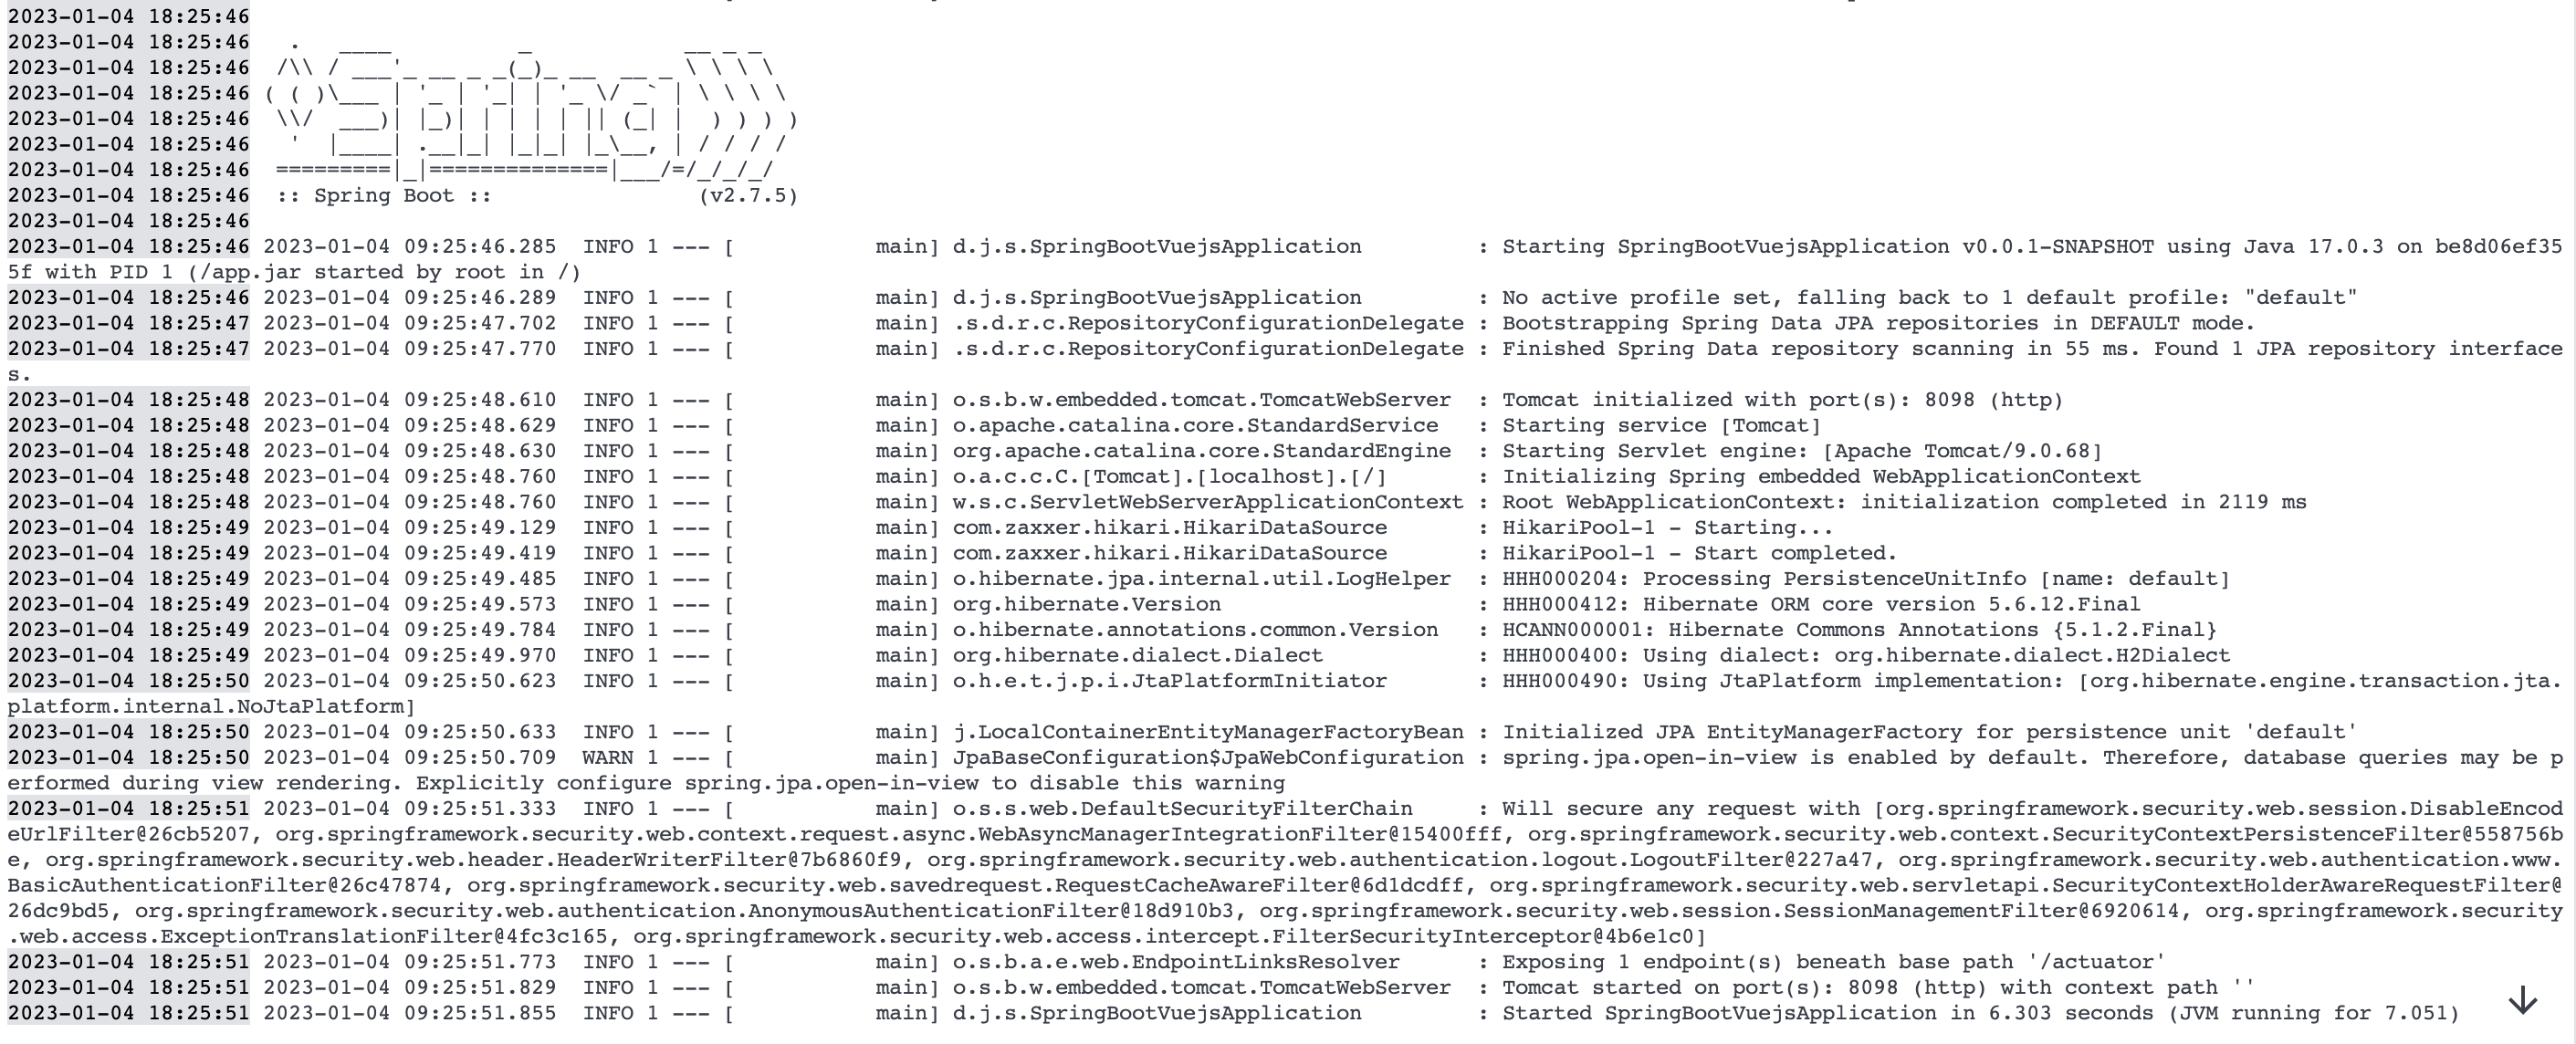 2023-01-04 18:25:46
2023-01-04 18:25:46   .   ____          _            __ _ _
2023-01-04 18:25:46  /\\ / ___'_ __ _ _(_)_ __  __ _ \ \ \ \
2023-01-04 18:25:46 ( ( )\___ | '_ | '_| | '_ \/ _` | \ \ \ \
2023-01-04 18:25:46  \\/  ___)| |_)| | | | | || (_| |  ) ) ) )
2023-01-04 18:25:46   '  |____| .__|_| |_|_| |_\__, | / / / /
2023-01-04 18:25:46  =========|_|==============|___/=/_/_/_/
2023-01-04 18:25:46  :: Spring Boot ::                (v2.7.5)
2023-01-04 18:25:46
2023-01-04 18:25:46 2023-01-04 09:25:46.285  INFO 1 --- [           main] d.j.s.SpringBootVuejsApplication         : Starting SpringBootVuejsApplication v0.0.1-SNAPSHOT using Java 17.0.3 on be8d06ef35
5f with PID 1 (/app.jar started by root in /)
2023-01-04 18:25:46 2023-01-04 09:25:46.289  INFO 1 --- [           main] d.j.s.SpringBootVuejsApplication         : No active profile set, falling back to 1 default profile: "default"
2023-01-04 18:25:47 2023-01-04 09:25:47.702  INFO 1 --- [           main] .s.d.r.c.RepositoryConfigurationDelegate : Bootstrapping Spring Data JPA repositories in DEFAULT mode.
2023-01-04 18:25:47 2023-01-04 09:25:47.770  INFO 1 --- [           main] .s.d.r.c.RepositoryConfigurationDelegate : Finished Spring Data repository scanning in 55 ms. Found 1 JPA repository interface
s.
2023-01-04 18:25:48 2023-01-04 09:25:48.610  INFO 1 --- [           main] o.s.b.w.embedded.tomcat.TomcatWebServer  : Tomcat initialized with port(s): 8098 (http)
2023-01-04 18:25:48 2023-01-04 09:25:48.629  INFO 1 --- [           main] o.apache.catalina.core.StandardService   : Starting service [Tomcat]
2023-01-04 18:25:48 2023-01-04 09:25:48.630  INFO 1 --- [           main] org.apache.catalina.core.StandardEngine  : Starting Servlet engine: [Apache Tomcat/9.0.68]
2023-01-04 18:25:48 2023-01-04 09:25:48.760  INFO 1 --- [           main] o.a.c.c.C.[Tomcat].[localhost].[/]       : Initializing Spring embedded WebApplicationContext
2023-01-04 18:25:48 2023-01-04 09:25:48.760  INFO 1 --- [           main] w.s.c.ServletWebServerApplicationContext : Root WebApplicationContext: initialization completed in 2119 ms
2023-01-04 18:25:49 2023-01-04 09:25:49.129  INFO 1 --- [           main] com.zaxxer.hikari.HikariDataSource       : HikariPool-1 - Starting...
2023-01-04 18:25:49 2023-01-04 09:25:49.419  INFO 1 --- [           main] com.zaxxer.hikari.HikariDataSource       : HikariPool-1 - Start completed.
2023-01-04 18:25:49 2023-01-04 09:25:49.485  INFO 1 --- [           main] o.hibernate.jpa.internal.util.LogHelper  : HHH000204: Processing PersistenceUnitInfo [name: default]
2023-01-04 18:25:49 2023-01-04 09:25:49.573  INFO 1 --- [           main] org.hibernate.Version                    : HHH000412: Hibernate ORM core version 5.6.12.Final
2023-01-04 18:25:49 2023-01-04 09:25:49.784  INFO 1 --- [           main] o.hibernate.annotations.common.Version   : HCANN000001: Hibernate Commons Annotations {5.1.2.Final}
2023-01-04 18:25:49 2023-01-04 09:25:49.970  INFO 1 --- [           main] org.hibernate.dialect.Dialect            : HHH000400: Using dialect: org.hibernate.dialect.H2Dialect
2023-01-04 18:25:50 2023-01-04 09:25:50.623  INFO 1 --- [           main] o.h.e.t.j.p.i.JtaPlatformInitiator       : HHH000490: Using JtaPlatform implementation: [org.hibernate.engine.transaction.jta.
platform.internal.NoJtaPlatform]
2023-01-04 18:25:50 2023-01-04 09:25:50.633  INFO 1 --- [           main] j.LocalContainerEntityManagerFactoryBean : Initialized JPA EntityManagerFactory for persistence unit 'default'
2023-01-04 18:25:50 2023-01-04 09:25:50.709  WARN 1 --- [           main] JpaBaseConfiguration$JpaWebConfiguration : spring.jpa.open-in-view is enabled by default. Therefore, database queries may be p
erformed during view rendering. Explicitly configure spring.jpa.open-in-view to disable this warning
2023-01-04 18:25:51 2023-01-04 09:25:51.333  INFO 1 --- [           main] o.s.s.web.DefaultSecurityFilterChain     : Will secure any request with [org.springframework.security.web.session.DisableEncod
eUrlFilter@26cb5207, org.springframework.security.web.context.request.async.WebAsyncManagerIntegrationFilter@15400fff, org.springframework.security.web.context.SecurityContextPersistenceFilter@558756b
e, org.springframework.security.web.header.HeaderWriterFilter@7b6860f9, org.springframework.security.web.authentication.logout.LogoutFilter@227a47, org.springframework.security.web.authentication.www.
BasicAuthenticationFilter@26c47874, org.springframework.security.web.savedrequest.RequestCacheAwareFilter@6d1dcdff, org.springframework.security.web.servletapi.SecurityContextHolderAwareRequestFilter@
26dc9bd5, org.springframework.security.web.authentication.AnonymousAuthenticationFilter@18d910b3, org.springframework.security.web.session.SessionManagementFilter@6920614, org.springframework.security
.web.access.ExceptionTranslationFilter@4fc3c165, org.springframework.security.web.access.intercept.FilterSecurityInterceptor@4b6e1c0]
2023-01-04 18:25:51 2023-01-04 09:25:51.773  INFO 1 --- [           main] o.s.b.a.e.web.EndpointLinksResolver      : Exposing 1 endpoint(s) beneath base path '/actuator'
2023-01-04 18:25:51 2023-01-04 09:25:51.829  INFO 1 --- [           main] o.s.b.w.embedded.tomcat.TomcatWebServer  : Tomcat started on port(s): 8098 (http) with context path ''
2023-01-04 18:25:51 2023-01-04 09:25:51.855  INFO 1 --- [           main] d.j.s.SpringBootVuejsApplication         : Started SpringBootVuejsApplication in 6.303 seconds (JVM running for 7.051)